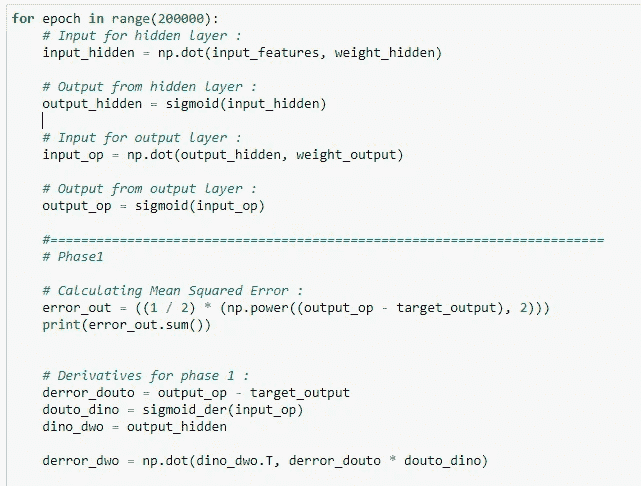 for epoch in range(200000):
# Input for hidden layer :
input_hidden = np.dot(input_features, weight_hidden)
# Output from hidden layer :
output_hidden = sigmoid(input_hidden)
# Input for output layer :
input_op = np.dot(output_hidden, weight_output)
# Output from output layer :
output_op = sigmoid(input_op)
#========================================================================
# Phase1
# Calculating Mean Squared Error :
error_out = ((1 / 2) * (np.power((output_op - target_output), 2)))
print(error_out.sum())
# Derivatives for phase 1 :
derror_douto = output_op - target_output
douto_dino = sigmoid_der(input_op)
dino_dwo = output_hidden
derror_dwo = np.dot(dino_dwo.T, derror_douto * douto_dino)